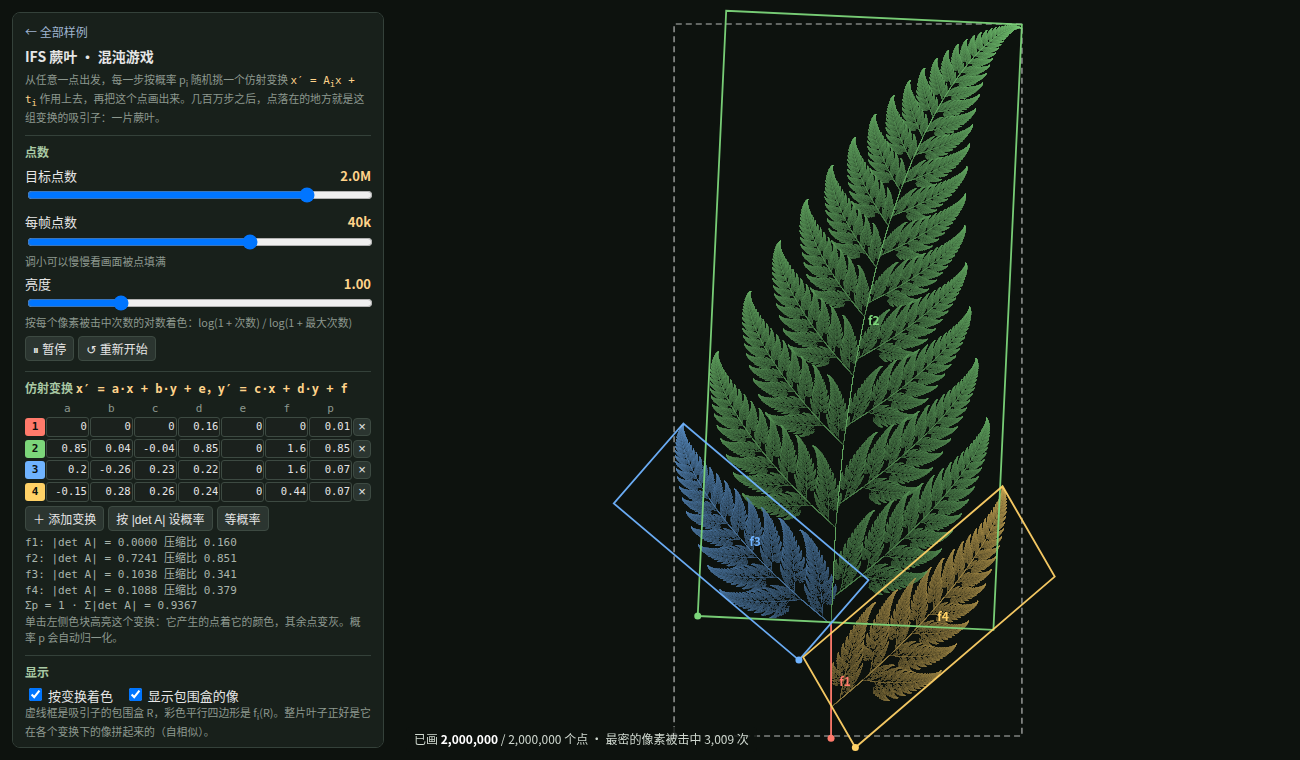 ← 全部样例
IFS 蕨叶 · 混沌游戏
从任意一点出发，每一步按概率 pi 随机挑一个仿射变换 x′ = Aix +
ti 作用上去，再把这个点画出来。几百万步之后，点落在的地方就是这
组变换的吸引子：一片蕨叶。
点数
目标点数 2.0M
每帧点数 40k
调小可以慢慢看画面被点填满
亮度 1.00
按每个像素被击中次数的对数着色：log(1 + 次数) / log(1 + 最大次数)
⏸ 暂停 ↺ 重新开始
仿射变换 x′ = a·x + b·y + e, y′ = c·x + d·y + f
a b c d e f p
1 0 0 0 0.16 0 0 0.01 ×
2 0.85 0.04 -0.04 0.85 0 1.6 0.85 ×
3 0.2 -0.26 0.23 0.22 0 1.6 0.07 ×
4 -0.15 0.28 0.26 0.24 0 0.44 0.07 ×
＋ 添加变换 按 |det A| 设概率 等概率
f1: |det A| = 0.0000 压缩比 0.160
f2: |det A| = 0.7241 压缩比 0.851
f3: |det A| = 0.1038 压缩比 0.341
f4: |det A| = 0.1088 压缩比 0.379
Σp = 1 · Σ|det A| = 0.9367
单击左侧色块高亮这个变换：它产生的点着它的颜色，其余点变灰。概
率 p 会自动归一化。
显示
按变换着色 显示包围盒的像
虚线框是吸引子的包围盒 R，彩色平行四边形是 fi(R)。整片叶子正好是它
在各个变换下的像拼起来的（自相似）。
f2
f3
f4
f1
已画 2,000,000 / 2,000,000 个点 · 最密的像素被击中 3,009 次